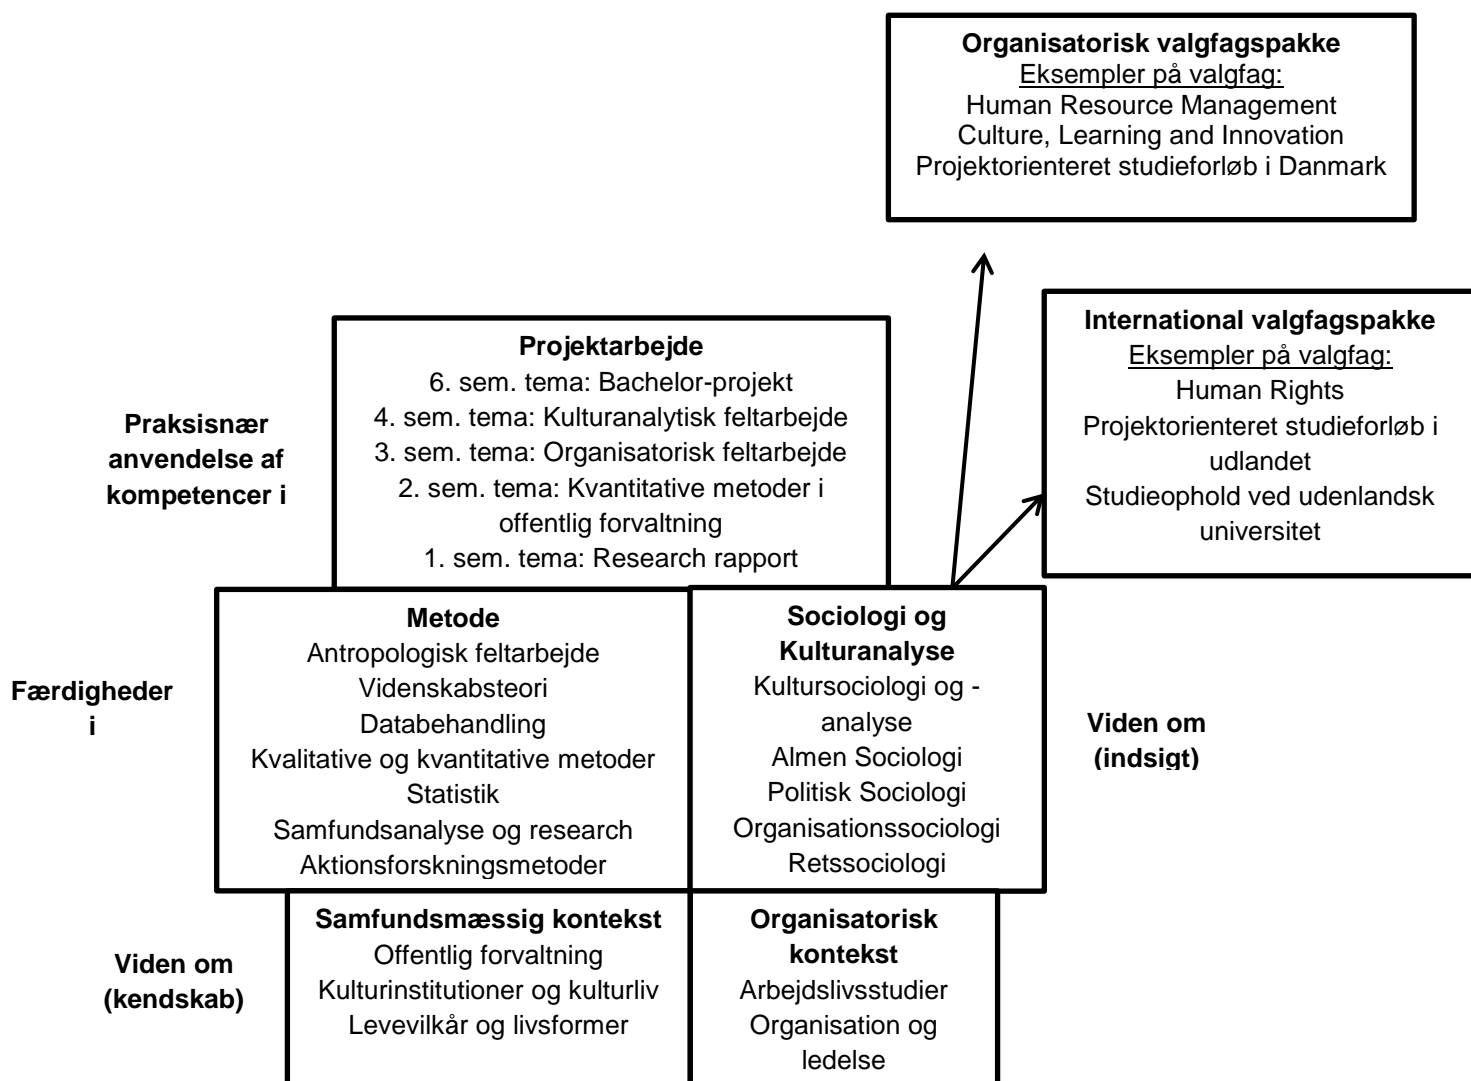 Organisatorisk valgfagspakke
Eksempler på valgfag:
Human Resource Management
Culture, Learning and Innovation
Projektorienteret studieforløb i Danmark
International valgfagspakke
Eksempler på valgfag:
Human Rights
Projektorienteret studieforløb i
udlandet
Studieophold ved udenlandsk
universitet
Praksisnær
anvendelse af
kompetencer i
Projektarbejde
6. sem. tema: Bachelor-projekt
4. sem. tema: Kulturanalytisk feltarbejde
3. sem. tema: Organisatorisk feltarbejde
2. sem. tema: Kvantitative metoder i
offentlig forvaltning
1. sem. tema: Research rapport
Færdigheder
i
Metode
Antropologisk feltarbejde
Videnskabsteori
Databehandling
Kvalitative og kvantitative metoder
Statistik
Samfundsanalyse og research
Aktionsforskningsmetoder
Sociologi og
Kulturanalyse
Kultursociologi og -
analyse
Almen Sociologi
Politisk Sociologi
Organisationssociologi
Retssociologi
Viden om
(indsigt)
Viden om
(kendskab)
Samfundsmæssig kontekst
Offentlig forvaltning
Kulturinstitutioner og kulturliv
Levevilkår og livsformer
Organisatorisk
kontekst
Arbejdslivsstudier
Organisation og
ledelse